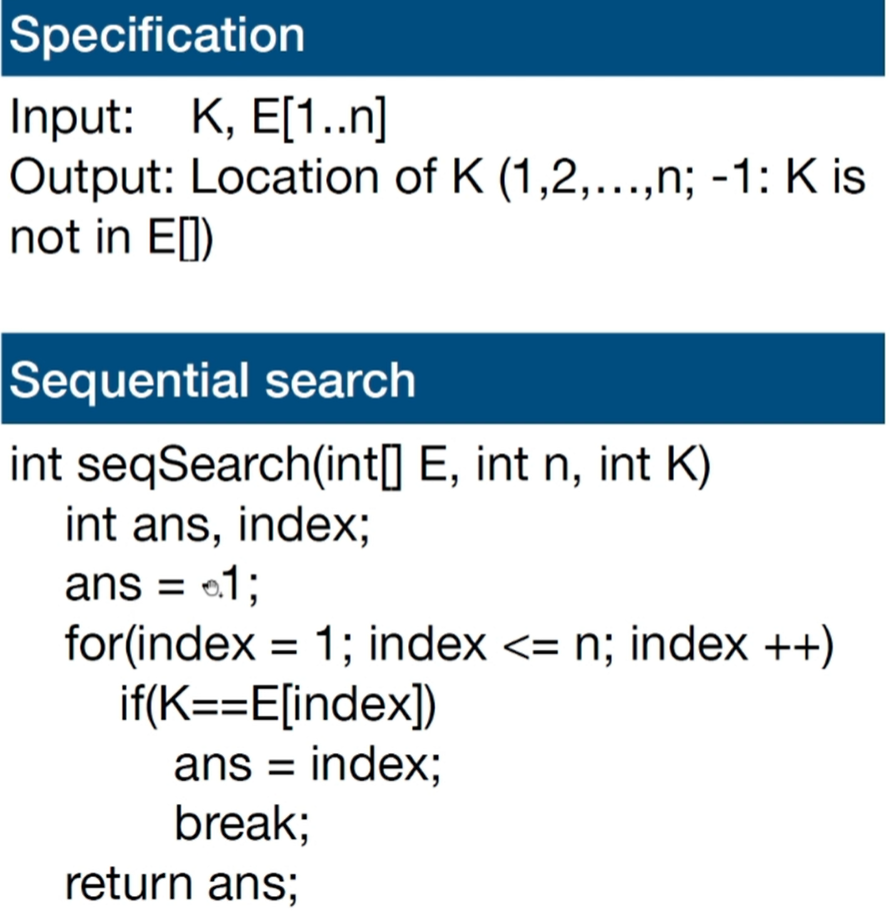 Specification
Input: K, E[1..n]
Output: Location of K (1,2,...,n; -1: K is
not in E[])
Sequential search
int seqSearch(int[] E, int n, int K)
int ans, index;
ans = 1;
for(index = 1; index <= n; index ++)
if(K==E[index])
ans = index;
break;
return ans;